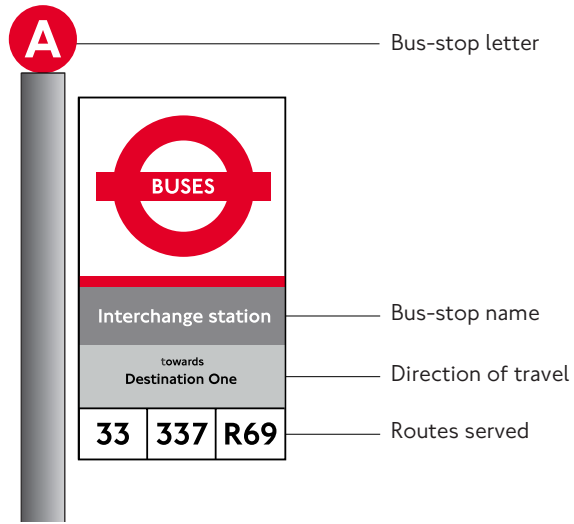 A
Bus-stop letter
BUSES
Interchange station
Bus-stop name
towards
Destination One
Direction of travel
33 337 R69
Routes served